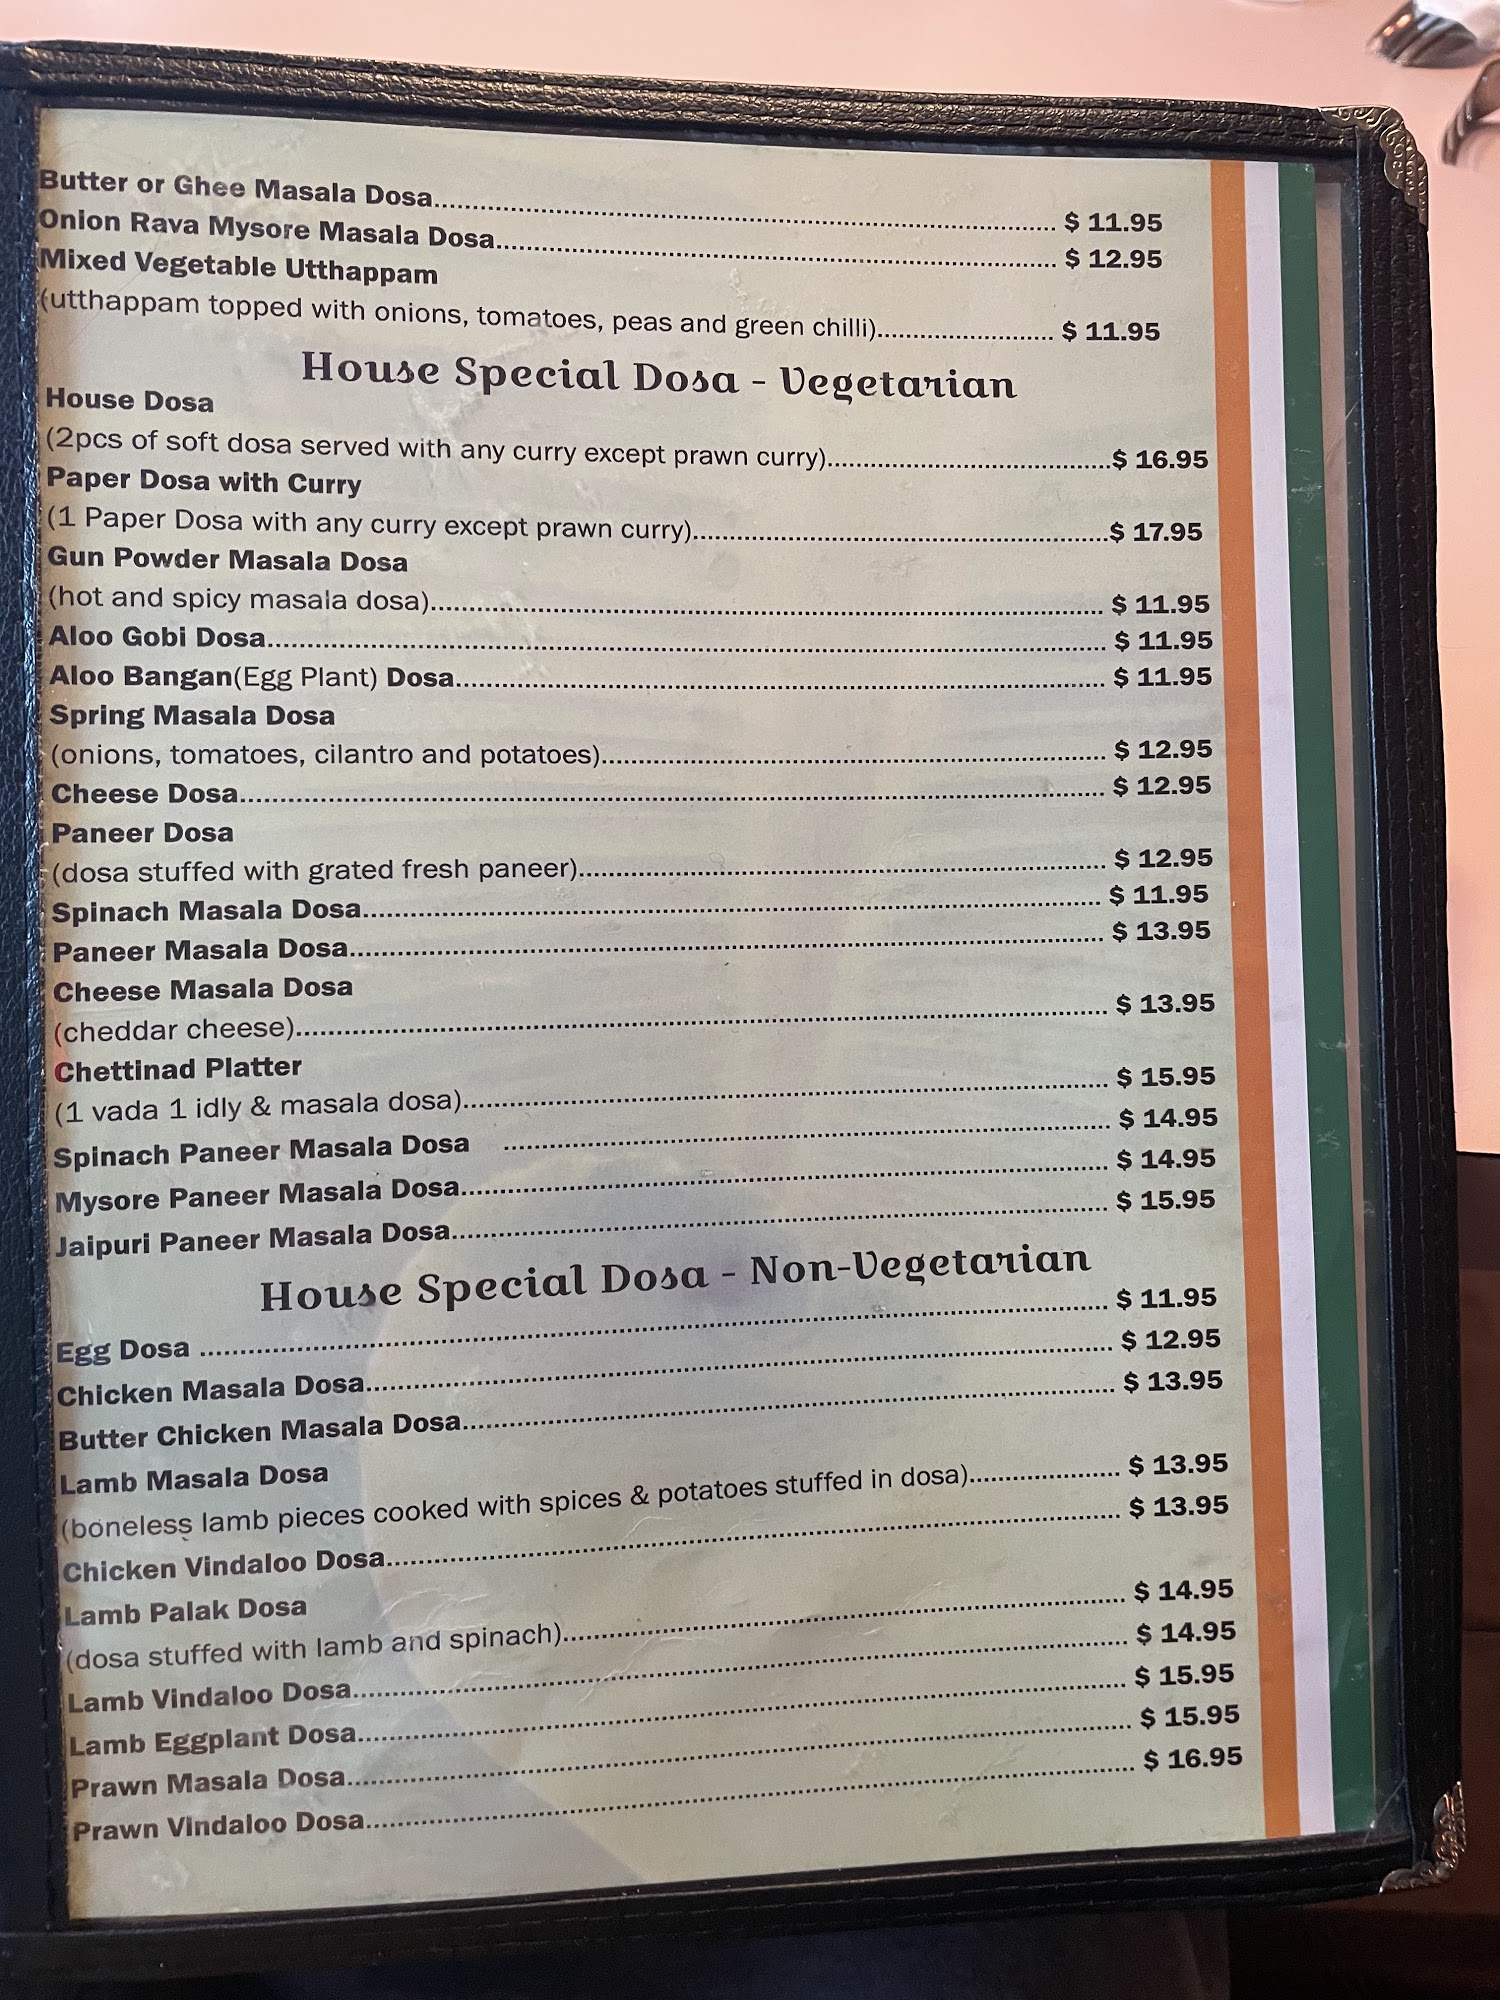 Butter or Ghee Masala Dosa........ $ 11.95
Onion Rava Mysore Masala Dosa........ $ 12.95
Mixed Vegetable Utthappam
(utthappam topped with onions, tomatoes, peas and green chilli)........ $ 11.95
House Special Dosa - Vegetarian
House Dosa
(2pcs of soft dosa served with any curry except prawn curry)........$ 16.95
Paper Dosa with Curry
(1 Paper Dosa with any curry except prawn curry)........$ 17.95
Gun Powder Masala Dosa
(hot and spicy masala dosa)........ $ 11.95
Aloo Gobi Dosa........ $ 11.95
Aloo Bangan(Egg Plant) Dosa........ $ 11.95
Spring Masala Dosa
(onions, tomatoes, cilantro and potatoes)........ $ 12.95
Cheese Dosa........ $ 12.95
Paneer Dosa
(dosa stuffed with grated fresh paneer)........ $ 12.95
Spinach Masala Dosa........ $ 11.95
Paneer Masala Dosa........ $ 13.95
Cheese Masala Dosa
(cheddar cheese)........ $ 13.95
Chettinad Platter
(1 vada 1 idly & masala dosa)........ $ 15.95
Spinach Paneer Masala Dosa ........ $ 14.95
Mysore Paneer Masala Dosa........ $ 14.95
Jaipuri Paneer Masala Dosa........ $ 15.95
House Special Dosa - Non-Vegetarian
Egg Dosa ........ $ 11.95
Chicken Masala Dosa........ $ 12.95
Butter Chicken Masala Dosa........ $ 13.95
Lamb Masala Dosa
(boneless lamb pieces cooked with spices & potatoes stuffed in dosa)........ $ 13.95
Chicken Vindaloo Dosa........ $ 13.95
Lamb Palak Dosa
(dosa stuffed with lamb and spinach)........ $ 14.95
Lamb Vindaloo Dosa........ $ 14.95
Lamb Eggplant Dosa........ $ 15.95
Prawn Masala Dosa........ $ 15.95
Prawn Vindaloo Dosa........ $ 16.95